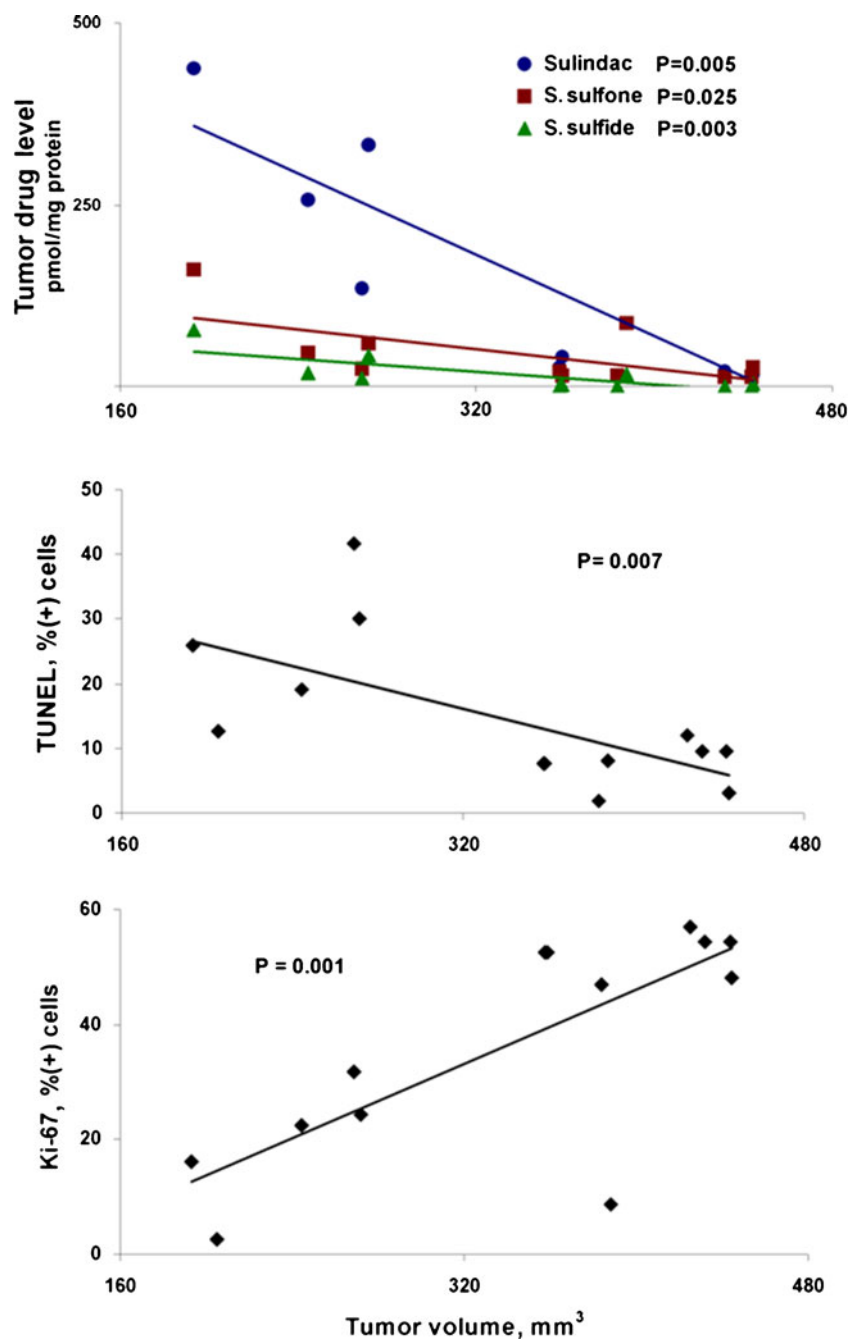 500
250
160
320
480
Tumor drug level
pmol/mg protein
Sulindac P=0.005
S. sulfone P=0.025
S. sulfide P=0.003
50
40
30
20
10
0
160
320
480
TUNEL, %(+) cells
P= 0.007
60
40
20
0
160
320
480
Ki-67, %(+) cells
P = 0.001
Tumor volume, mm³